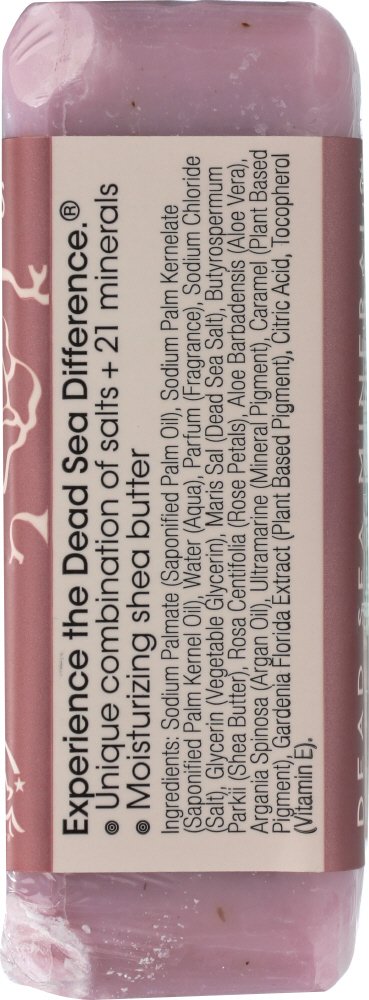 Experience the Dead Sea Difference.®
• Unique combination of salts + 21 minerals
• Moisturizing shea butter
Ingredients: Sodium Palmate (Saponified Palm Oil), Sodium Palm Kernelate
(Saponified Palm Kernel Oil), Water (Aqua), Parfum (Fragrance), Sodium Chloride
(Salt), Glycerin (Vegetable Glycerin), Maris Sal (Dead Sea Salt), Butyrospermum
Parkii (Shea Butter), Rosa Centifolia (Rose Petals), Aloe Barbadensis (Aloe Vera),
Argania Spinosa (Argan Oil), Ultramarine (Mineral Pigment), Caramel (Plant Based
Pigment), Gardenia Florida Extract (Plant Based Pigment), Citric Acid, Tocopherol
(Vitamin E).
DEAD SEA MINERAL